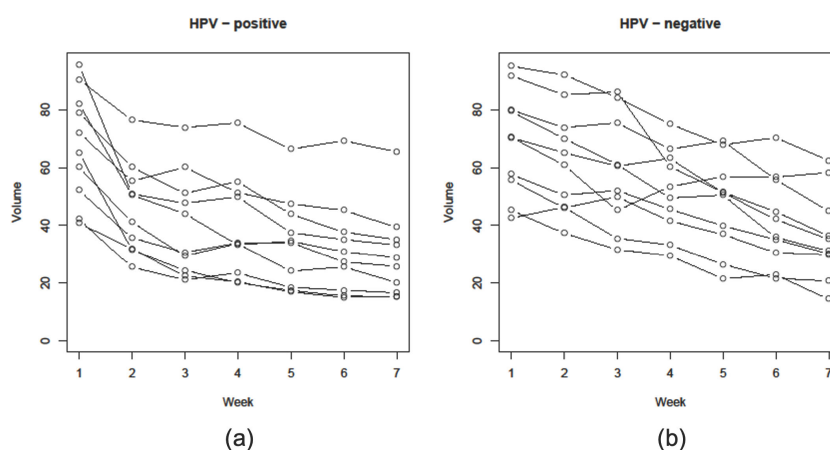 HPV − positive
Volume
0 20 40 60 80
1 2 3 4 5 6 7
Week
(a)
HPV − negative
Volume
0 20 40 60 80
1 2 3 4 5 6 7
Week
(b)